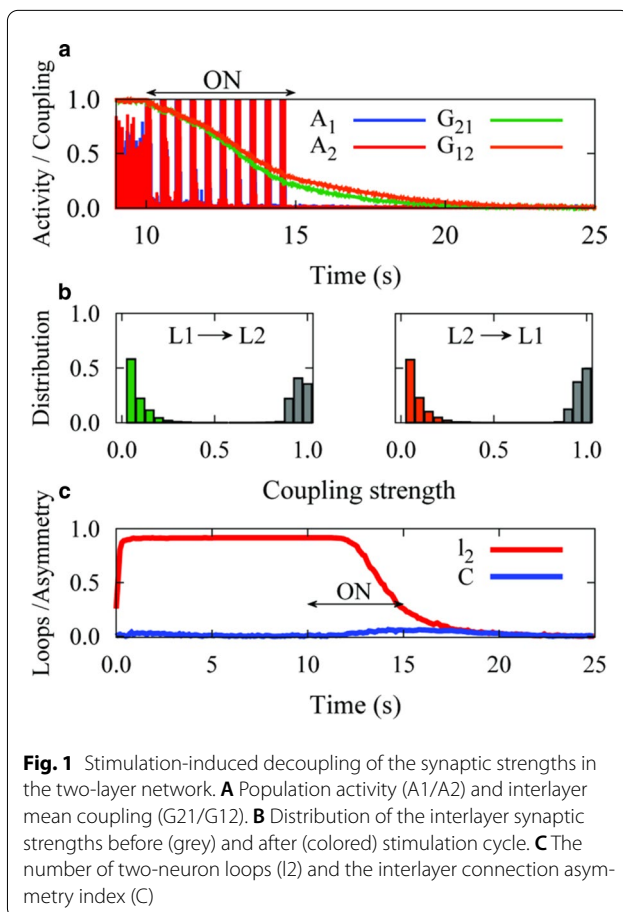 a
ON
A1 G21
A2 G12
Activity / Coupling
1.0
0.5
0.0
10 15 20 25
Time (s)
b
L1 → L2
L2 → L1
Distribution
1.0
0.5
0.0
0.0 0.5 1.0
0.0 0.5 1.0
Coupling strength
c
Loops /Asymmetry
1.0
0.5
0.0
l2
C
ON
0.0 5 10 15 20 25
Time (s)
Fig. 1 Stimulation-induced decoupling of the synaptic strengths in
the two-layer network. A Population activity (A1/A2) and interlayer
mean coupling (G21/G12). B Distribution of the interlayer synaptic
strengths before (grey) and after (colored) stimulation cycle. C The
number of two-neuron loops (l2) and the interlayer connection asym-
metry index (C)